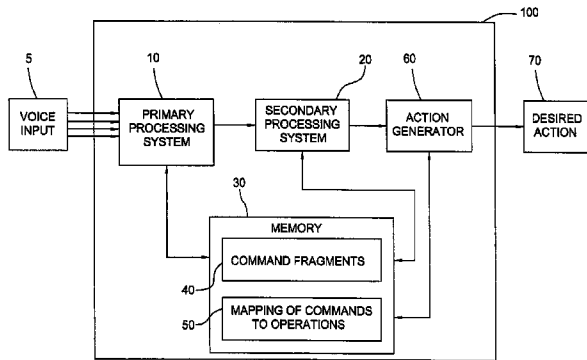 100
5
10
20
60
70
VOICE
INPUT
PRIMARY
PROCESSING
SYSTEM
SECONDARY
PROCESSING
SYSTEM
ACTION
GENERATOR
DESIRED
ACTION
30
MEMORY
COMMAND FRAGMENTS
40
MAPPING OF COMMANDS
TO OPERATIONS
50